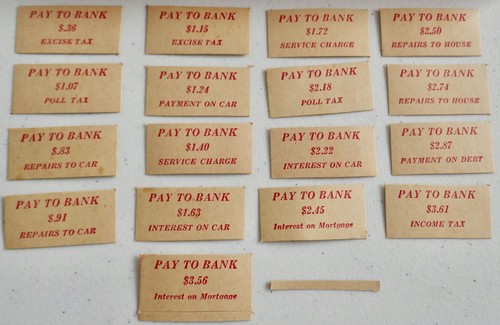 PAY TO BANK
$.36
EXCISE TAX
PAY TO BANK
$1.15
EXCISE TAX
PAY TO BANK
$1.72
SERVICE CHARGE
PAY TO BANK
$2.50
REPAIRS TO HOUSE
PAY TO BANK
$1.07
POLL TAX
PAY TO BANK
$1.24
PAYMENT ON CAR
PAY TO BANK
$2.18
POLL TAX
PAY TO BANK
$2.74
REPAIRS TO HOUSE
PAY TO BANK
$.83
REPAIRS TO CAR
PAY TO BANK
$1.40
SERVICE CHARGE
PAY TO BANK
$2.22
INTEREST ON CAR
PAY TO BANK
$2.87
PAYMENT ON DEBT
PAY TO BANK
$.91
REPAIRS TO CAR
PAY TO BANK
$1.63
INTEREST ON CAR
PAY TO BANK
$2.45
Interest on Mortgage
PAY TO BANK
$3.61
INCOME TAX
PAY TO BANK
$3.56
Interest on Mortgage